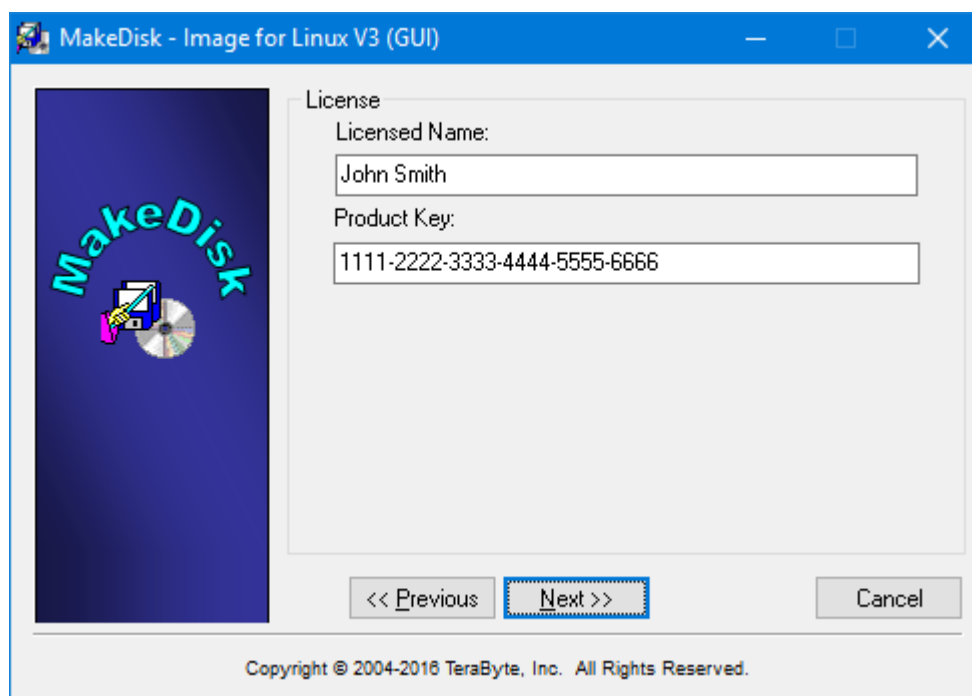 MakeDisk - Image for Linux V3 (GUI)
MakeDisk
License
Licensed Name:
John Smith
Product Key:
1111-2222-3333-4444-5555-6666
<< Previous
Next >>
Cancel
Copyright © 2004-2016 TeraByte, Inc.  All Rights Reserved.